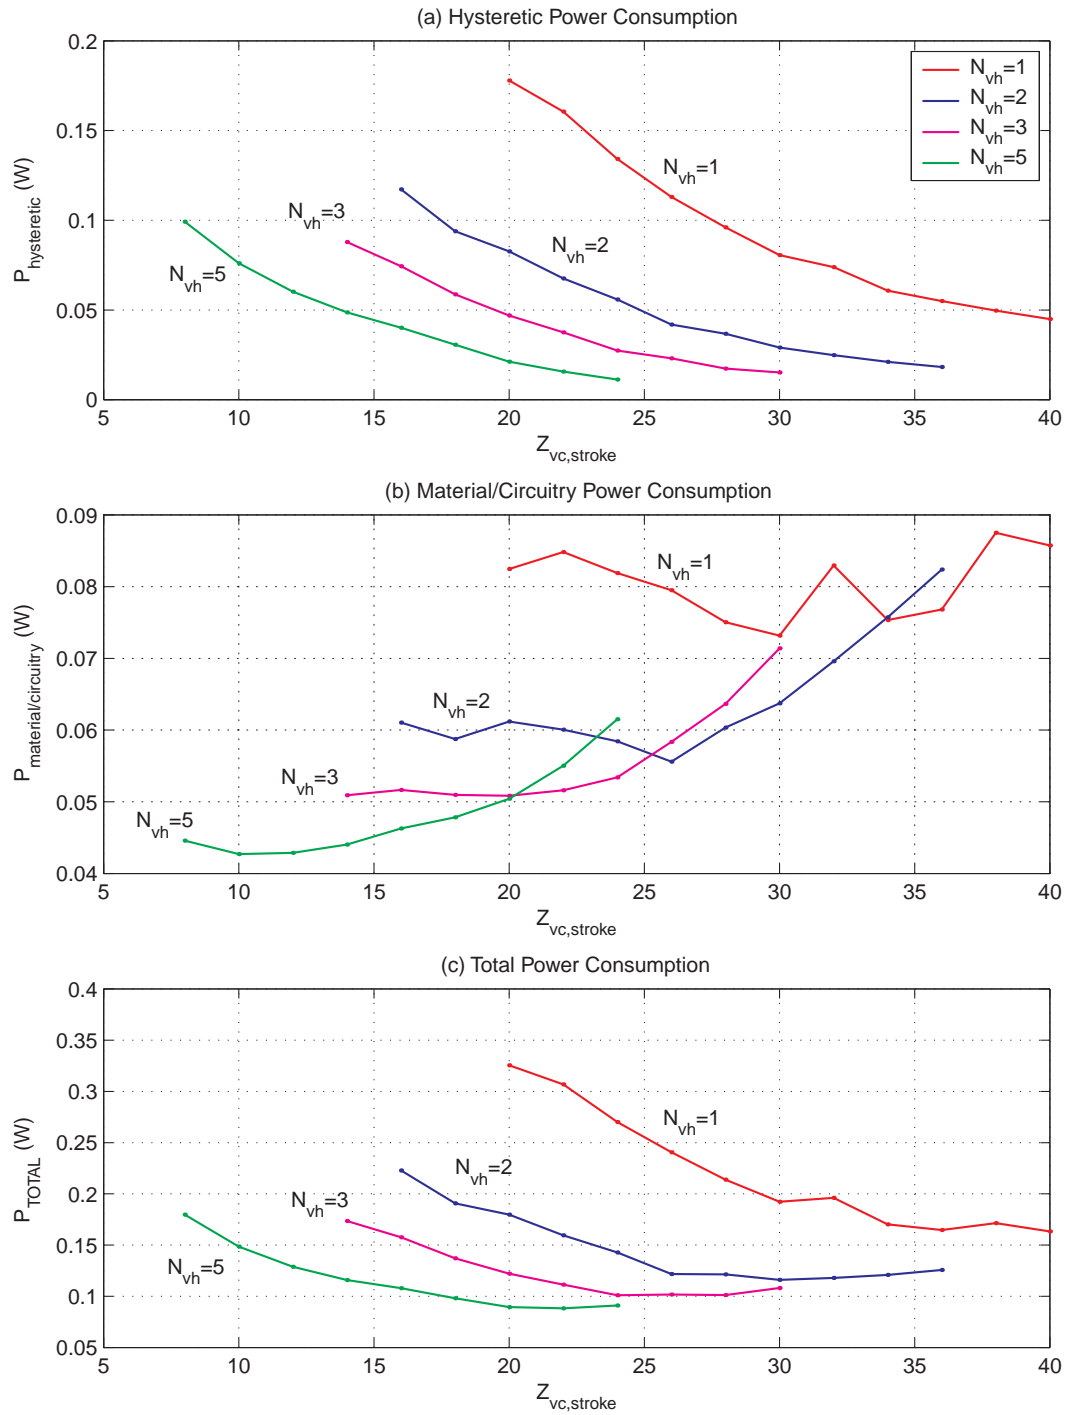 (a) Hysteretic Power Consumption
0.2
0.15
0.1
0.05
0
P_hysteretic (W)
N_vh=1
N_vh=2
N_vh=3
N_vh=5
N_vh=1
N_vh=3
N_vh=2
N_vh=5
5 10 15 20 25 30 35 40
Z_vc,stroke
(b) Material/Circuitry Power Consumption
0.09
0.08
0.07
0.06
0.05
0.04
P_material/circuitry (W)
N_vh=1
N_vh=2
N_vh=3
N_vh=5
5 10 15 20 25 30 35 40
Z_vc,stroke
(c) Total Power Consumption
0.4
0.35
0.3
0.25
0.2
0.15
0.1
0.05
P_TOTAL (W)
N_vh=1
N_vh=2
N_vh=3
N_vh=5
5 10 15 20 25 30 35 40
Z_vc,stroke